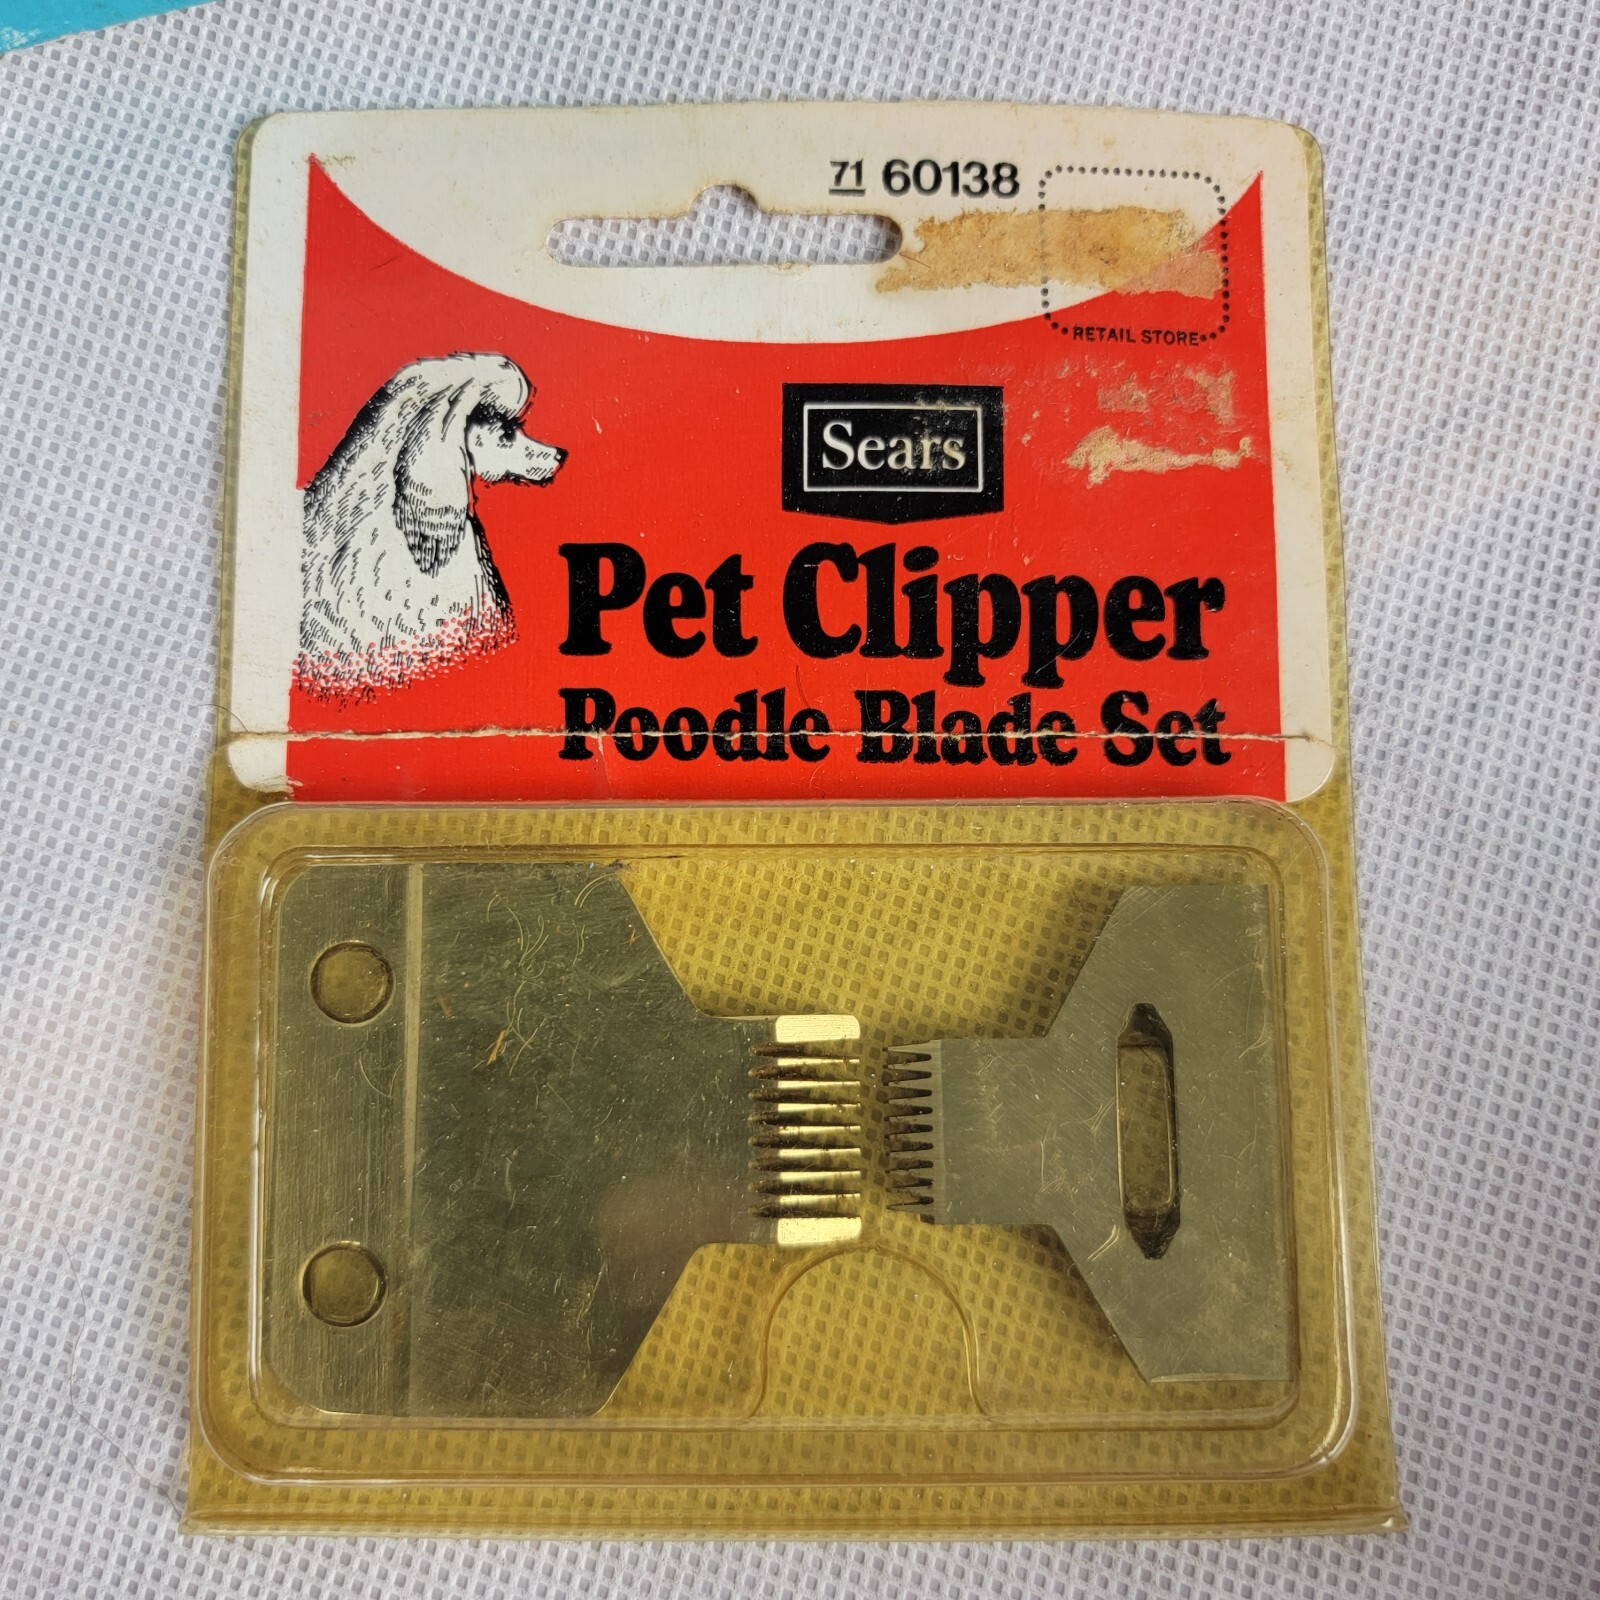 71 60138
RETAIL STORE
Sears
Pet Clipper
Poodle Blade Set